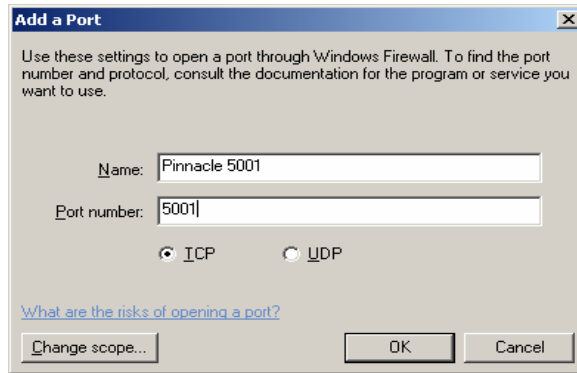 Add a Port
Use these settings to open a port through Windows Firewall. To find the port
number and protocol, consult the documentation for the program or service you
want to use.
Name: Pinnacle 5001
Port number: 5001
TCP UDP
What are the risks of opening a port?
Change scope... OK Cancel